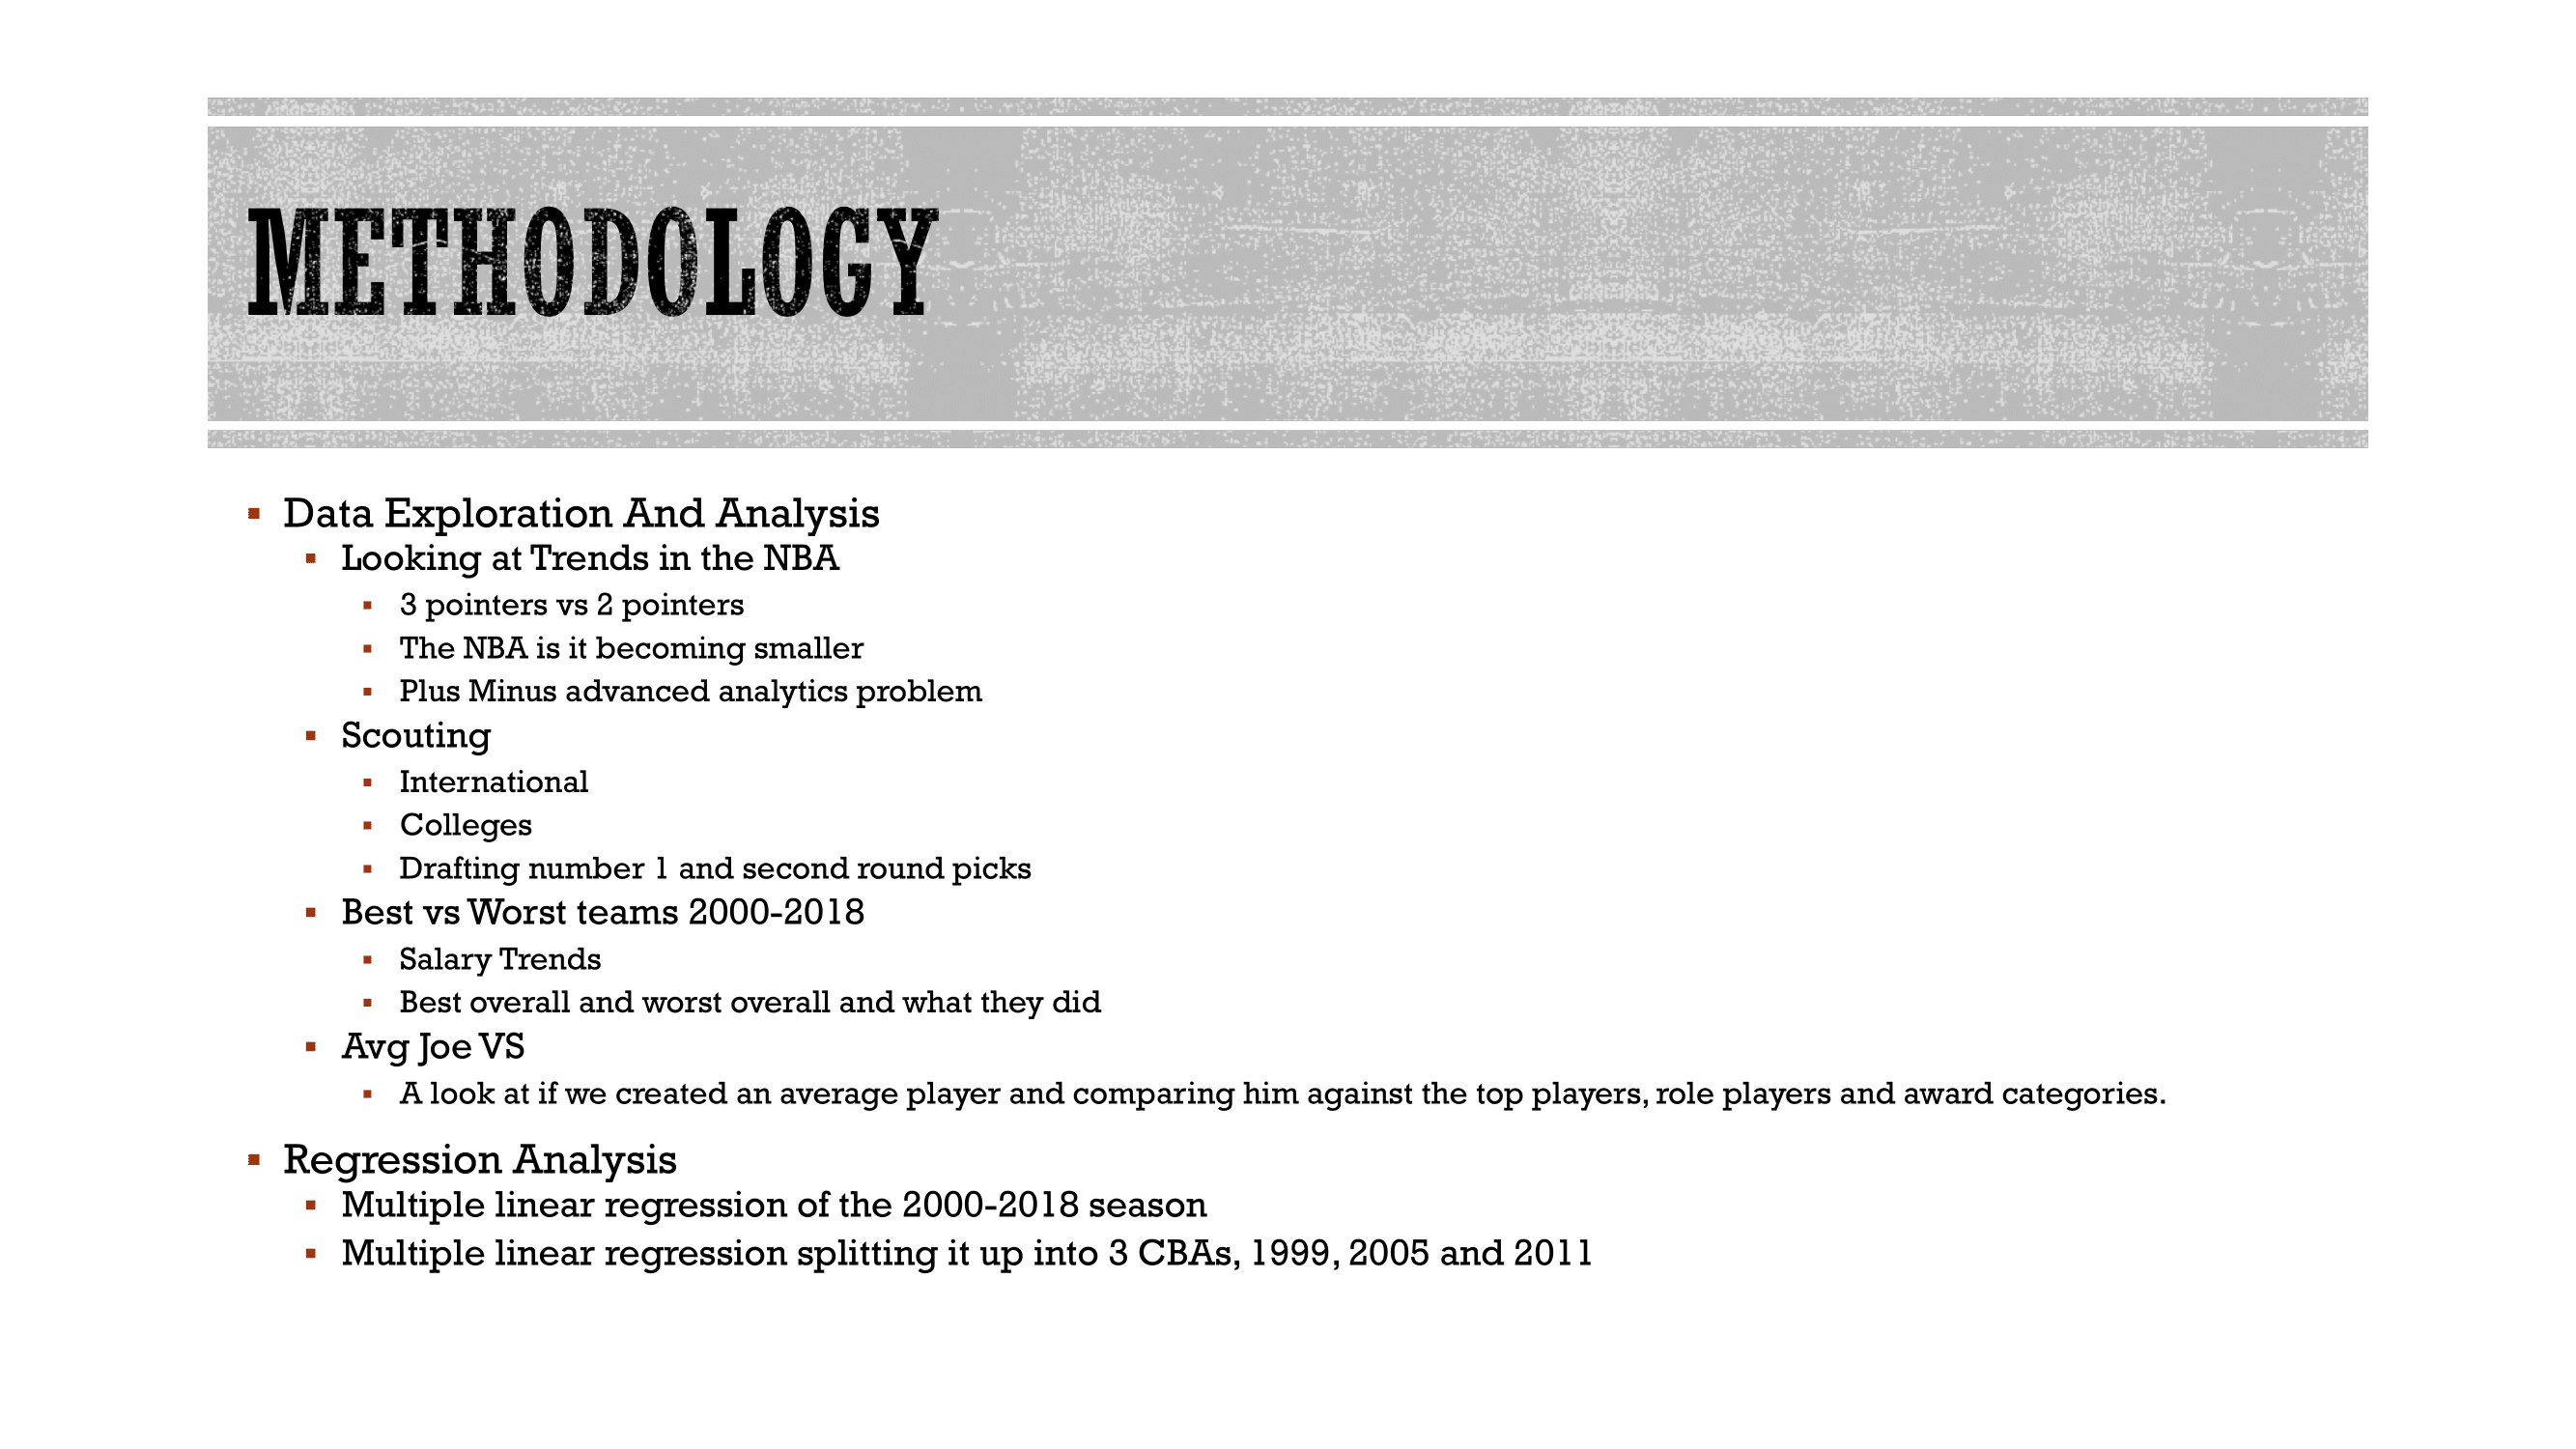 METHODOLOGY
Data Exploration And Analysis
Looking at Trends in the NBA
3 pointers vs 2 pointers
The NBA is it becoming smaller
Plus Minus advanced analytics problem
Scouting
International
Colleges
Drafting number 1 and second round picks
Best vs Worst teams 2000-2018
Salary Trends
Best overall and worst overall and what they did
Avg Joe VS
A look at if we created an average player and comparing him against the top players, role players and award categories.
Regression Analysis
Multiple linear regression of the 2000-2018 season
Multiple linear regression splitting it up into 3 CBAs, 1999, 2005 and 2011